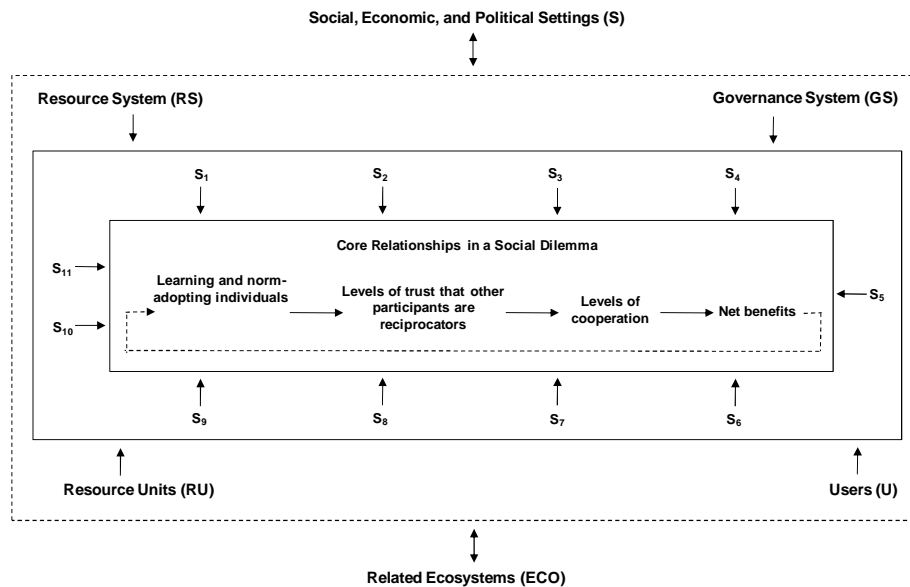 Social, Economic, and Political Settings (S)
Resource System (RS)
Governance System (GS)
S1
S2
S3
S4
Core Relationships in a Social Dilemma
S11
Learning and norm-
adopting individuals
Levels of trust that other
participants are
reciprocators
Levels of
cooperation
Net benefits
S5
S10
S9
S8
S7
S6
Resource Units (RU)
Users (U)
Related Ecosystems (ECO)